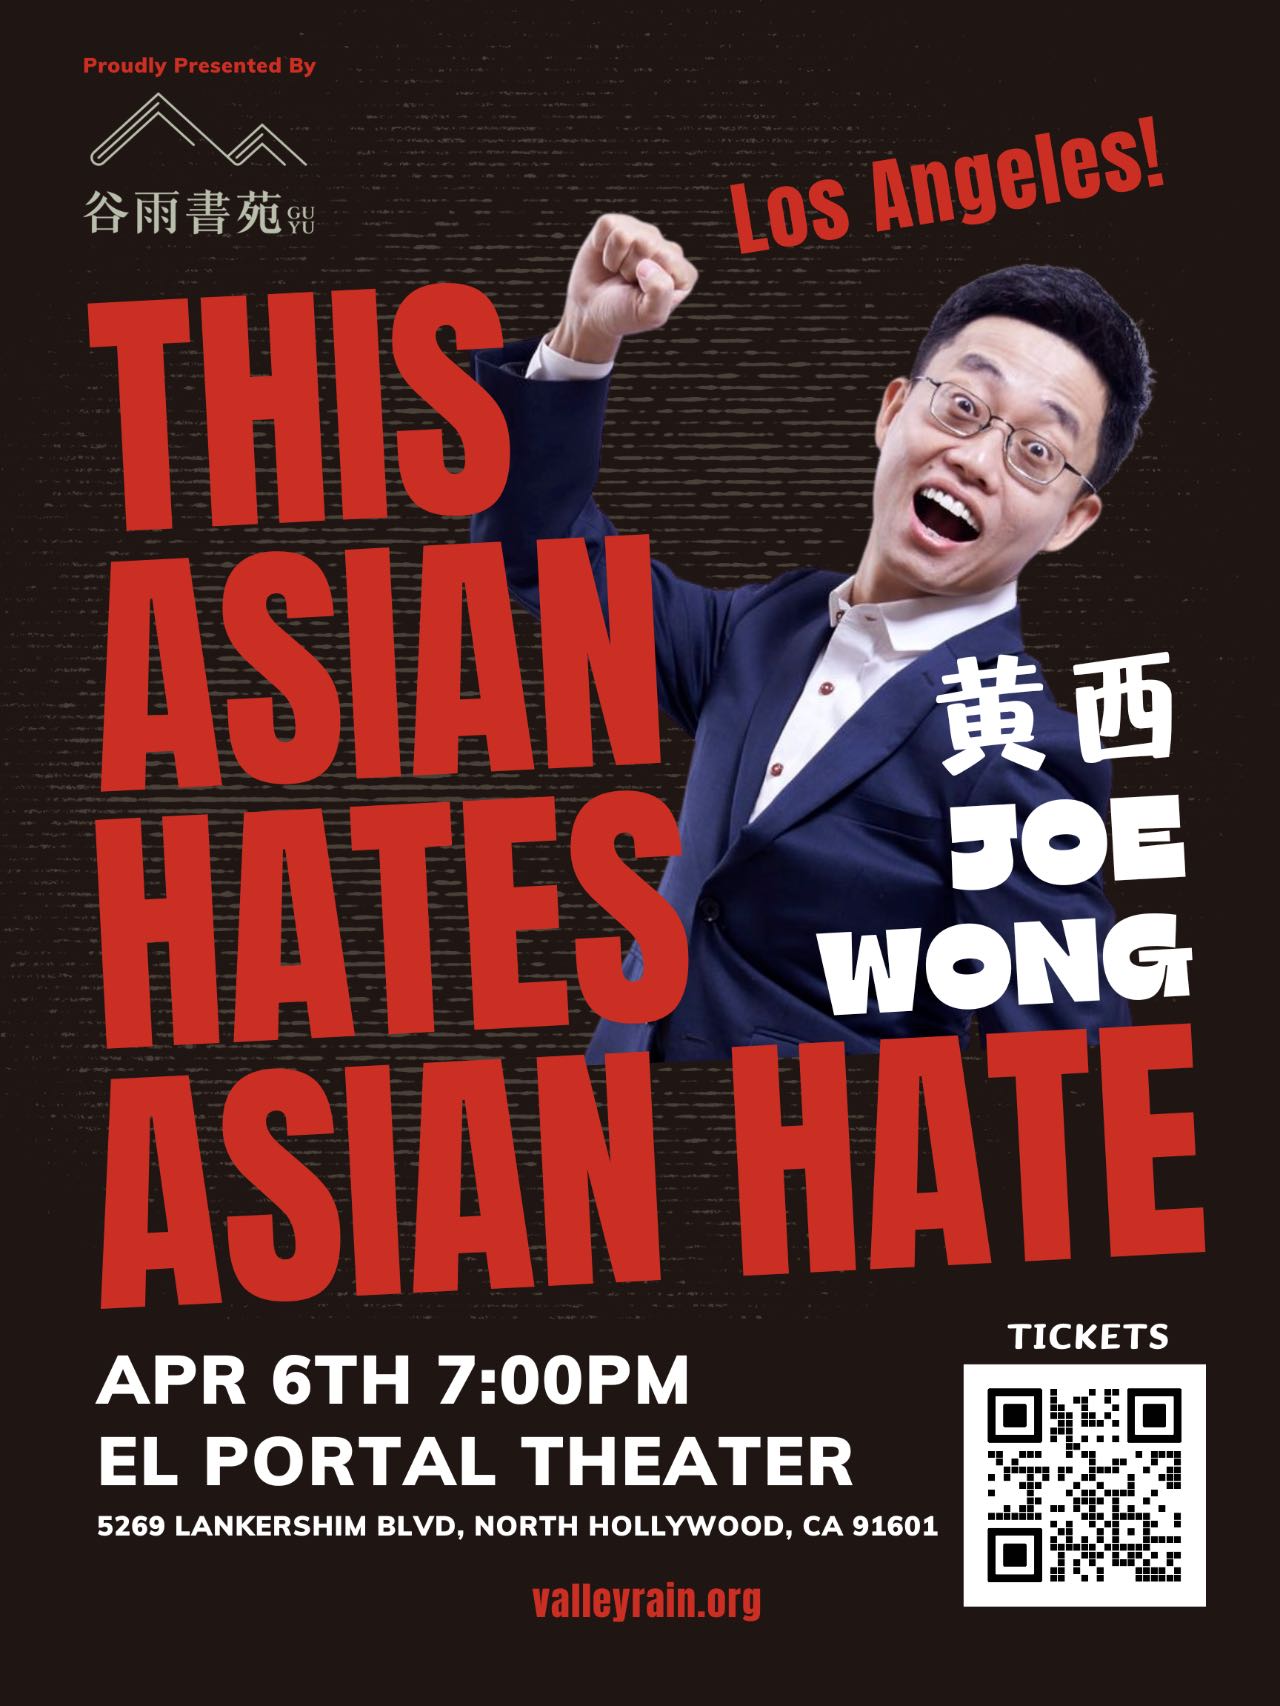 Proudly Presented By
谷雨書苑 GU YU
Los Angeles!
THIS
ASIAN
HATES
ASIAN HATE
黄西
JOE
WONG
APR 6TH 7:00PM
EL PORTAL THEATER
5269 LANKERSHIM BLVD, NORTH HOLLYWOOD, CA 91601
TICKETS
valleyrain.org